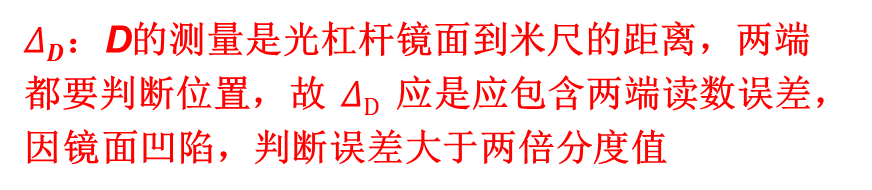 Δ_D：D的测量是光杠杆镜面到米尺的距离，两端
都要判断位置，故 Δ_D 应是应包含两端读数误差，
因镜面凹陷，判断误差大于两倍分度值